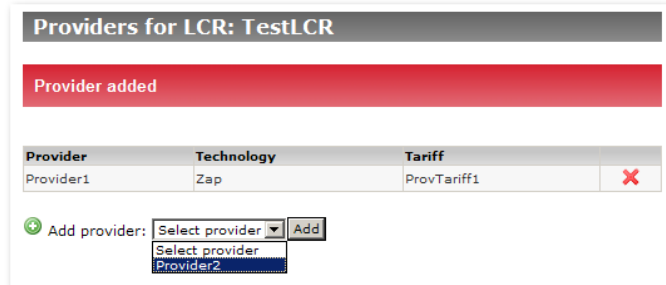 Providers for LCR: TestLCR
Provider added
Provider Technology Tariff
Provider1 Zap ProvTariff1
Add provider: Select provider Add
Select provider
Provider2